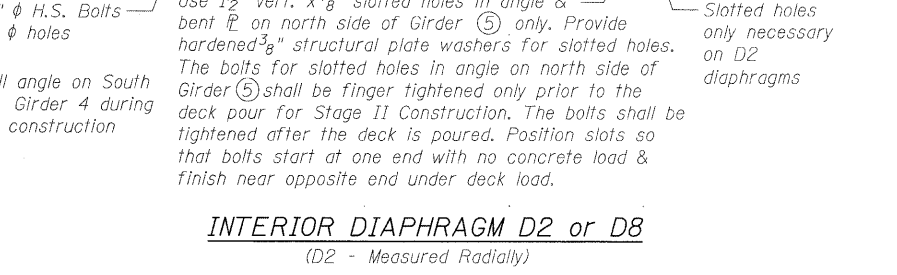 " ϕ H.S. Bolts
ϕ holes
angle on South
Girder 4 during
construction
Vert. x slotted holes in angle &
bent ℙ on north side of Girder 5 only. Provide
hardened 3/8" structural plate washers for slotted holes.
The bolts for slotted holes in angle on north side of
Girder 5 shall be finger tightened only prior to the
deck pour for Stage II Construction. The bolts shall be
tightened after the deck is poured. Position slots so
that bolts start at one end with no concrete load &
finish near opposite end under deck load.
Slotted holes
only necessary
on D2
diaphragms
INTERIOR DIAPHRAGM D2 or D8
(D2 - Measured Radially)